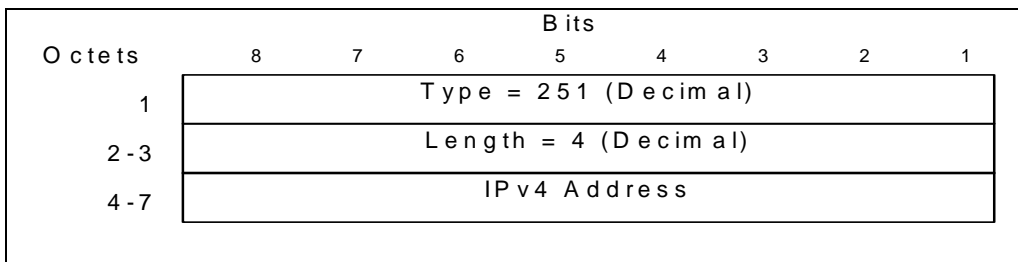 Bits
Octets 8 7 6 5 4 3 2 1
1 Type = 251 (Decimal)
2-3 Length = 4 (Decimal)
4-7 IPv4 Address